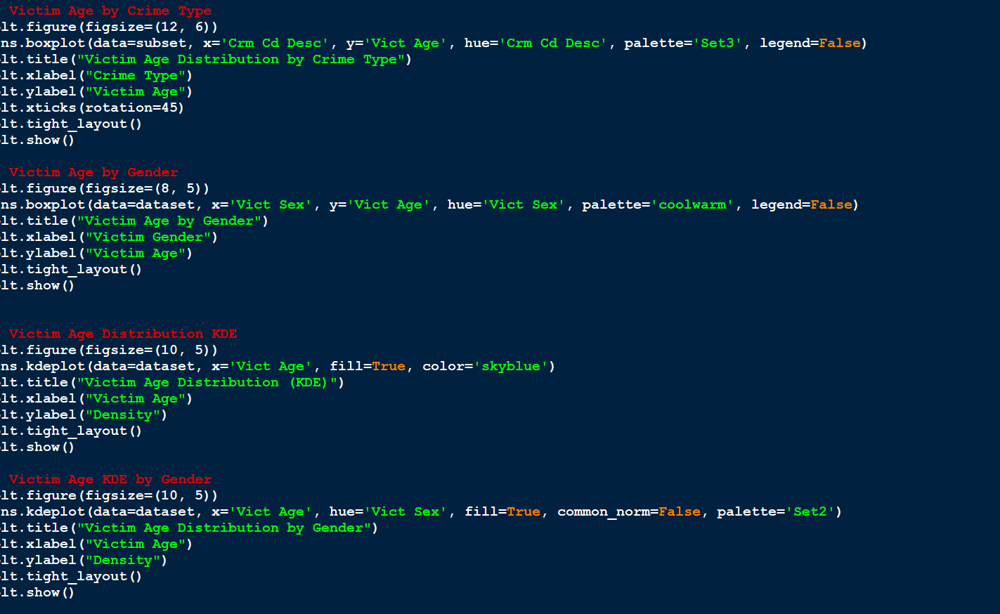 Victim Age by Crime Type
lt.figure(figsize=(12, 6))
ns.boxplot(data=subset, x='Crm Cd Desc', y='Vict Age', hue='Crm Cd Desc', palette='Set3', legend=False)
lt.title("Victim Age Distribution by Crime Type")
lt.xlabel("Crime Type")
lt.ylabel("Victim Age")
lt.xticks(rotation=45)
lt.tight_layout()
lt.show()
Victim Age by Gender
lt.figure(figsize=(8, 5))
ns.boxplot(data=dataset, x='Vict Sex', y='Vict Age', hue='Vict Sex', palette='coolwarm', legend=False)
lt.title("Victim Age by Gender")
lt.xlabel("Victim Gender")
lt.ylabel("Victim Age")
lt.tight_layout()
lt.show()
Victim Age Distribution KDE
lt.figure(figsize=(10, 5))
ns.kdeplot(data=dataset, x='Vict Age', fill=True, color='skyblue')
lt.title("Victim Age Distribution (KDE)")
lt.xlabel("Victim Age")
lt.ylabel("Density")
lt.tight_layout()
lt.show()
Victim Age KDE by Gender
lt.figure(figsize=(10, 5))
ns.kdeplot(data=dataset, x='Vict Age', hue='Vict Sex', fill=True, common_norm=False, palette='Set2')
lt.title("Victim Age Distribution by Gender")
lt.xlabel("Victim Age")
lt.ylabel("Density")
lt.tight_layout()
lt.show()